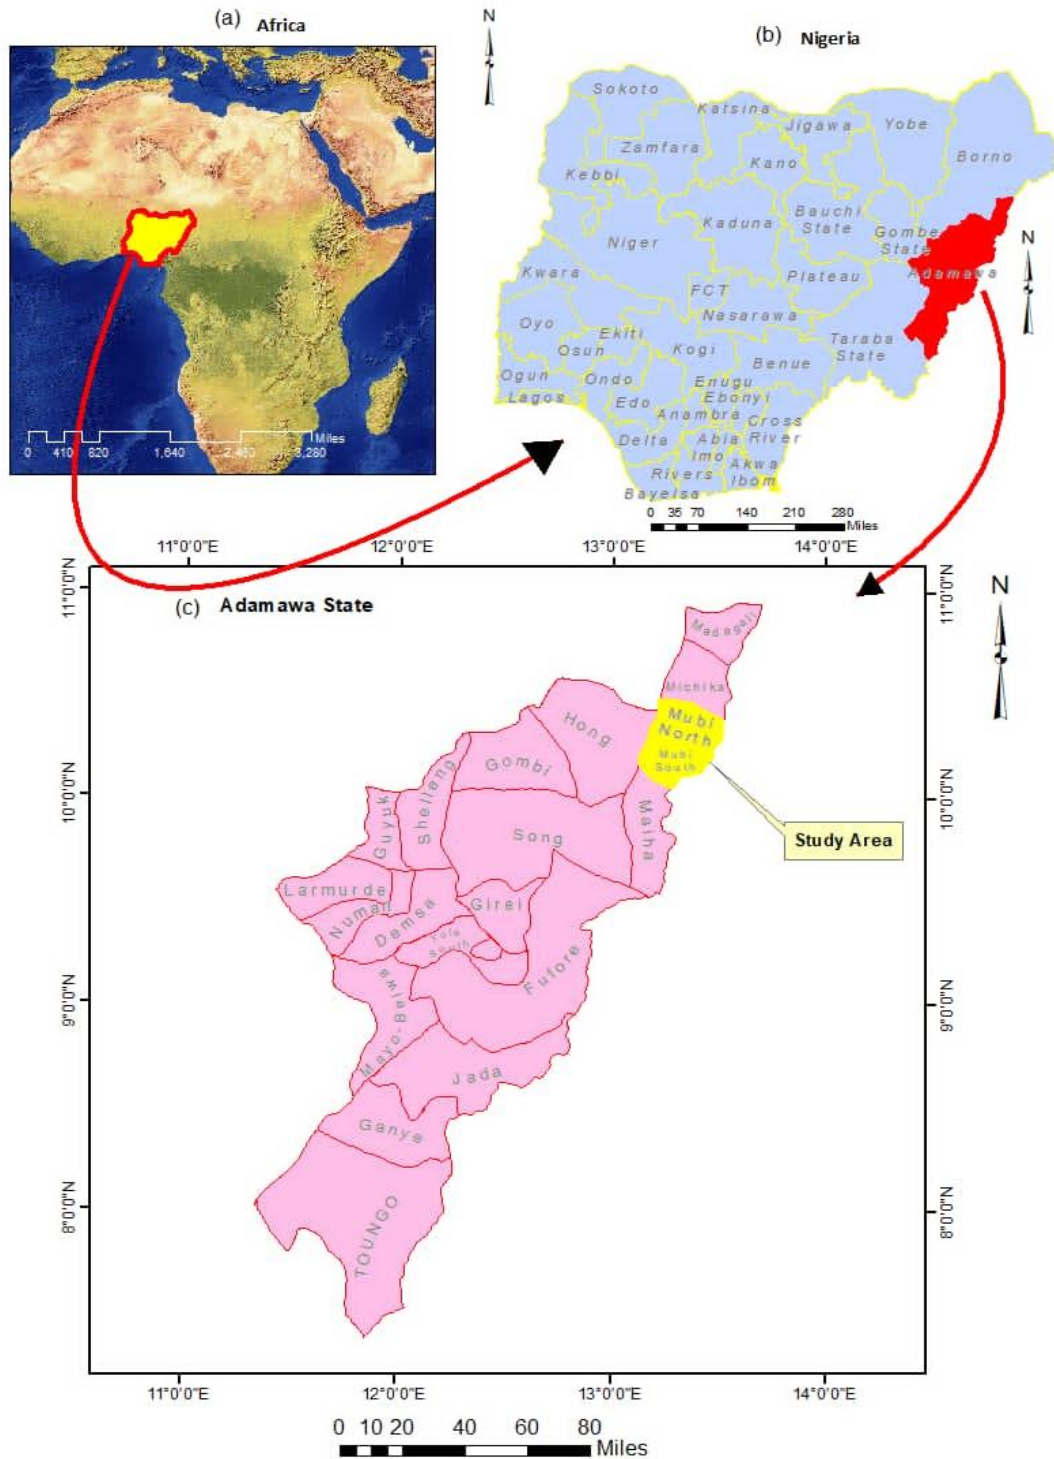 (a) Africa
N
0 410 820 1,640 2,460 3,280 Miles
(b) Nigeria
N
N
Sokoto
Katsina
Jigawa
Yobe
Borno
Zamfara
Kano
Kebbi
Kaduna
Bauchi
State
Gombe
State
Niger
Adamawa
Kwara
Plateau
FCT
Nasarawa
Oyo
Ekiti
Osun
Kogi
Taraba
State
Benue
Ogun
Ondo
Enugu
Lagos
Edo
Ebonyi
Anambra
Cross
River
Delta
Abia
Imo
Rivers
Akwa
Ibom
Bayelsa
0 35 70 140 210 280
Miles
11°0'0"E 12°0'0"E 13°0'0"E 14°0'0"E
11°0'0"N
11°0'0"N
(c) Adamawa State
N
Madagali
Michika
Mubi
North
Mubi
South
Hong
Gombi
Shellang
Guyuk
10°0'0"N
10°0'0"N
Song
Maiha
Study Area
Larmurde
Numan
Demsa
Girei
Yola
South
Fufore
9°0'0"N
9°0'0"N
Mayo-Belwa
Jada
Ganye
8°0'0"N
8°0'0"N
TOUNGO
11°0'0"E 12°0'0"E 13°0'0"E 14°0'0"E
0 10 20 40 60 80
Miles